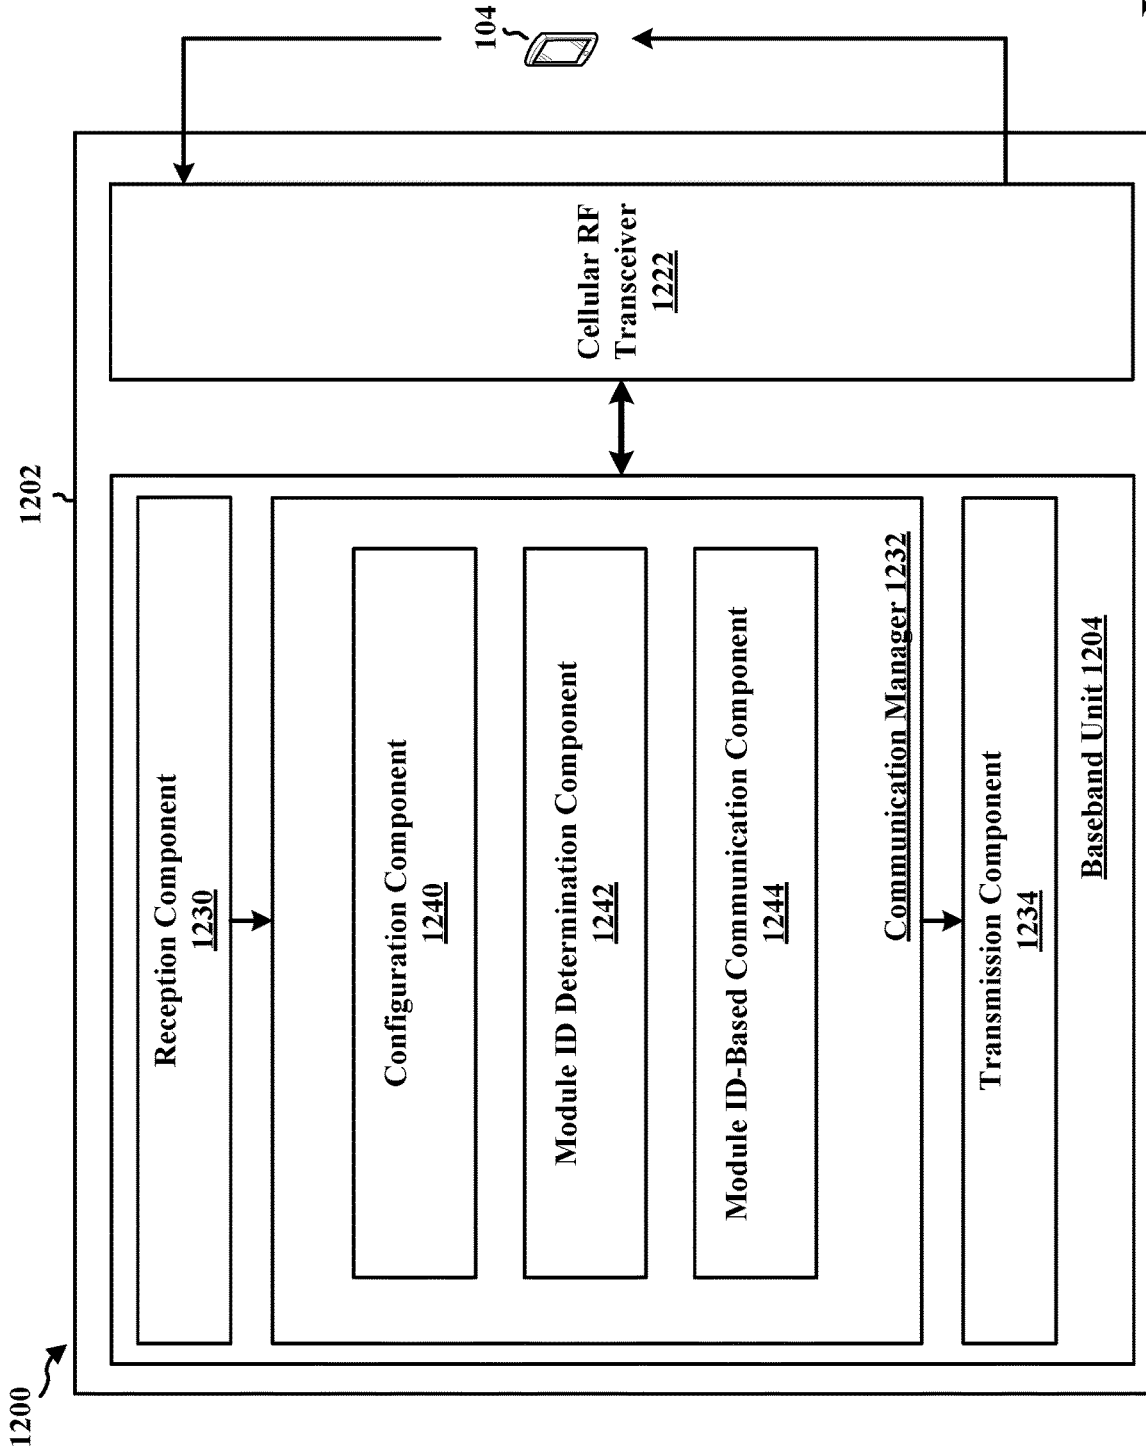 1200
1202
104
Reception Component
1230
Configuration Component
1240
Module ID Determination Component
1242
Module ID-Based Communication Component
1244
Communication Manager 1232
Transmission Component
1234
Baseband Unit 1204
Cellular RF
Transceiver
1222